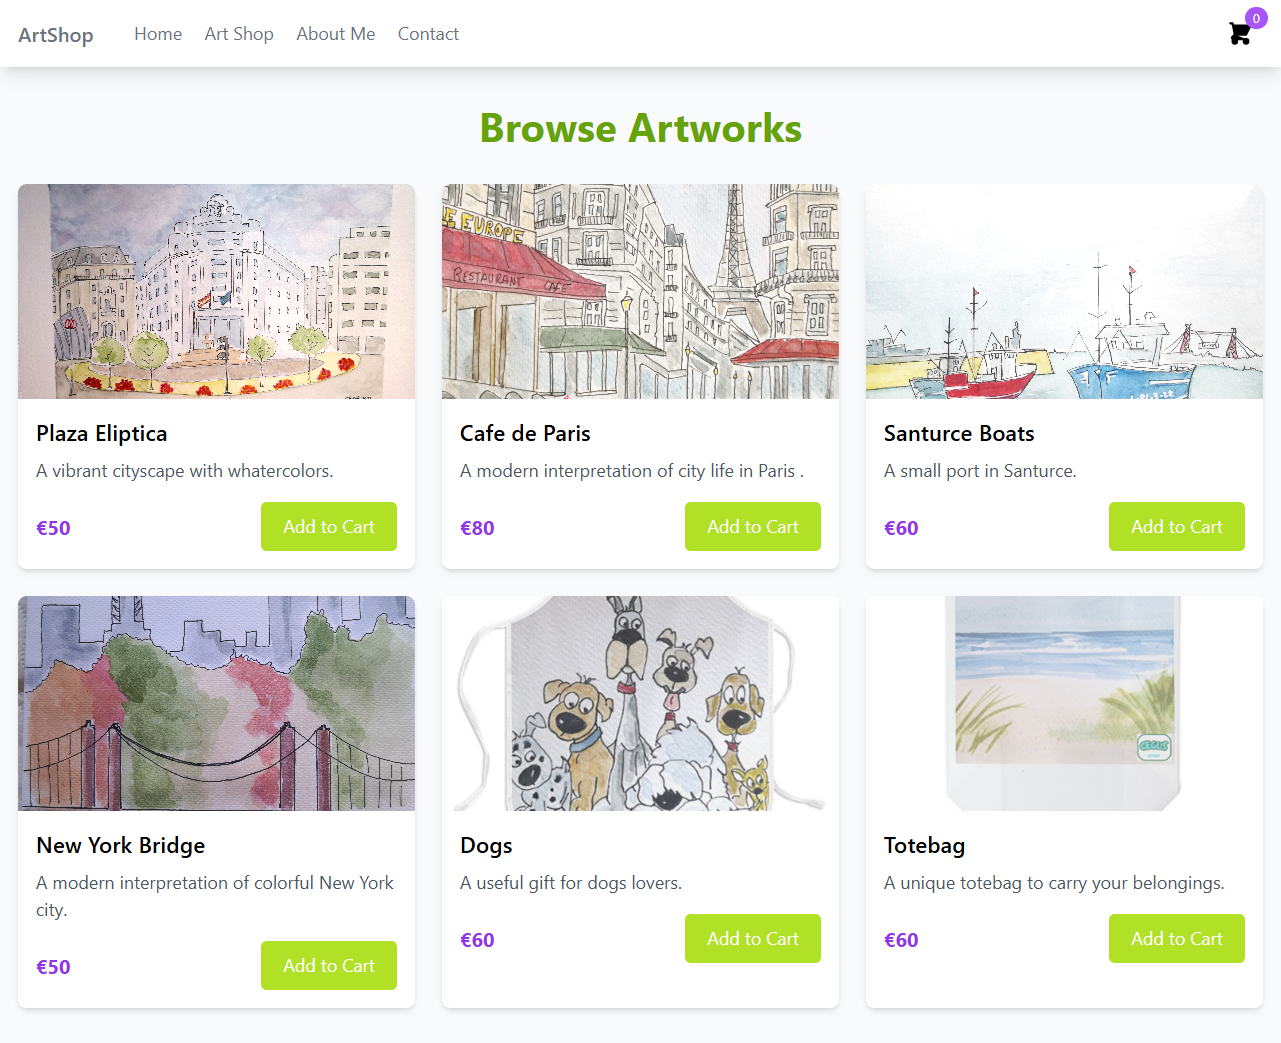 ArtShop Home Art Shop About Me Contact 0
Browse Artworks
E EUROPE
RESTAURANT CAFE
Plaza Eliptica
A vibrant cityscape with whatercolors.
€50 Add to Cart
Cafe de Paris
A modern interpretation of city life in Paris .
€80 Add to Cart
Santurce Boats
A small port in Santurce.
€60 Add to Cart
New York Bridge
A modern interpretation of colorful New York
city.
€50 Add to Cart
Dogs
A useful gift for dogs lovers.
€60 Add to Cart
Totebag
A unique totebag to carry your belongings.
€60 Add to Cart